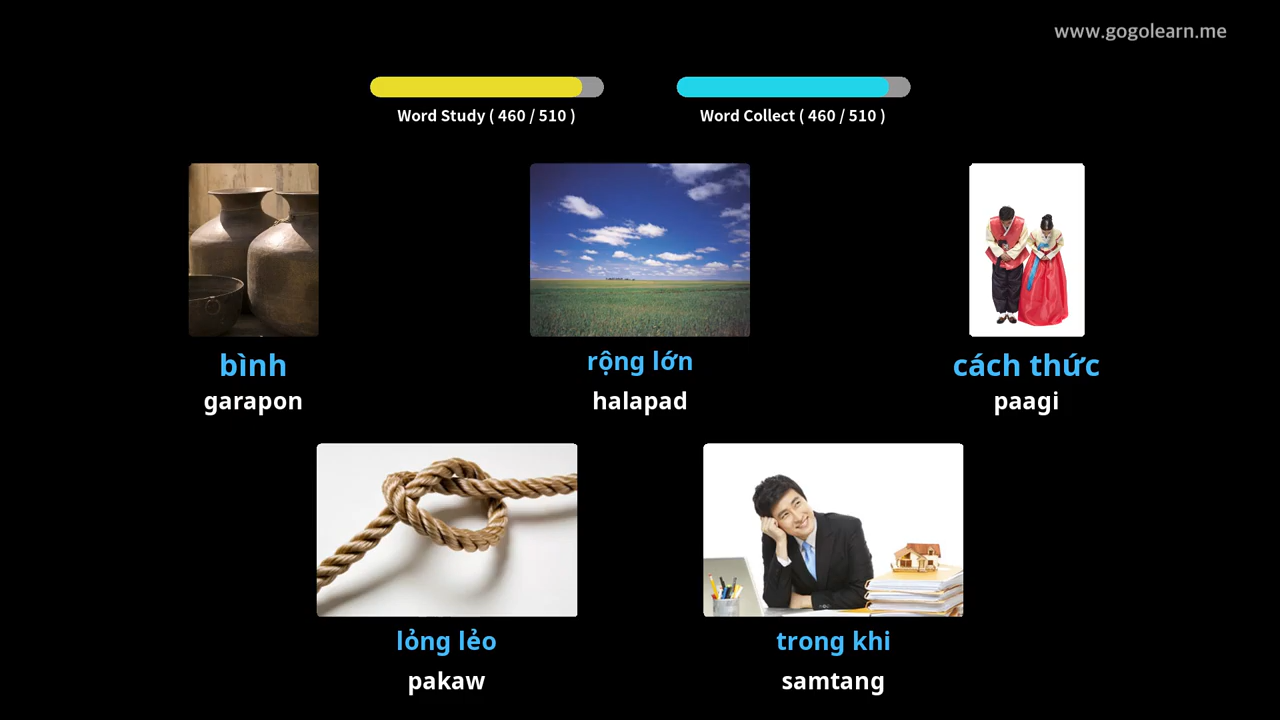 www.gogolearn.me
Word Study ( 460 / 510 )
Word Collect ( 460 / 510 )
bình
garapon
rộng lớn
halapad
cách thức
paagi
lỏng lẻo
pakaw
trong khi
samtang